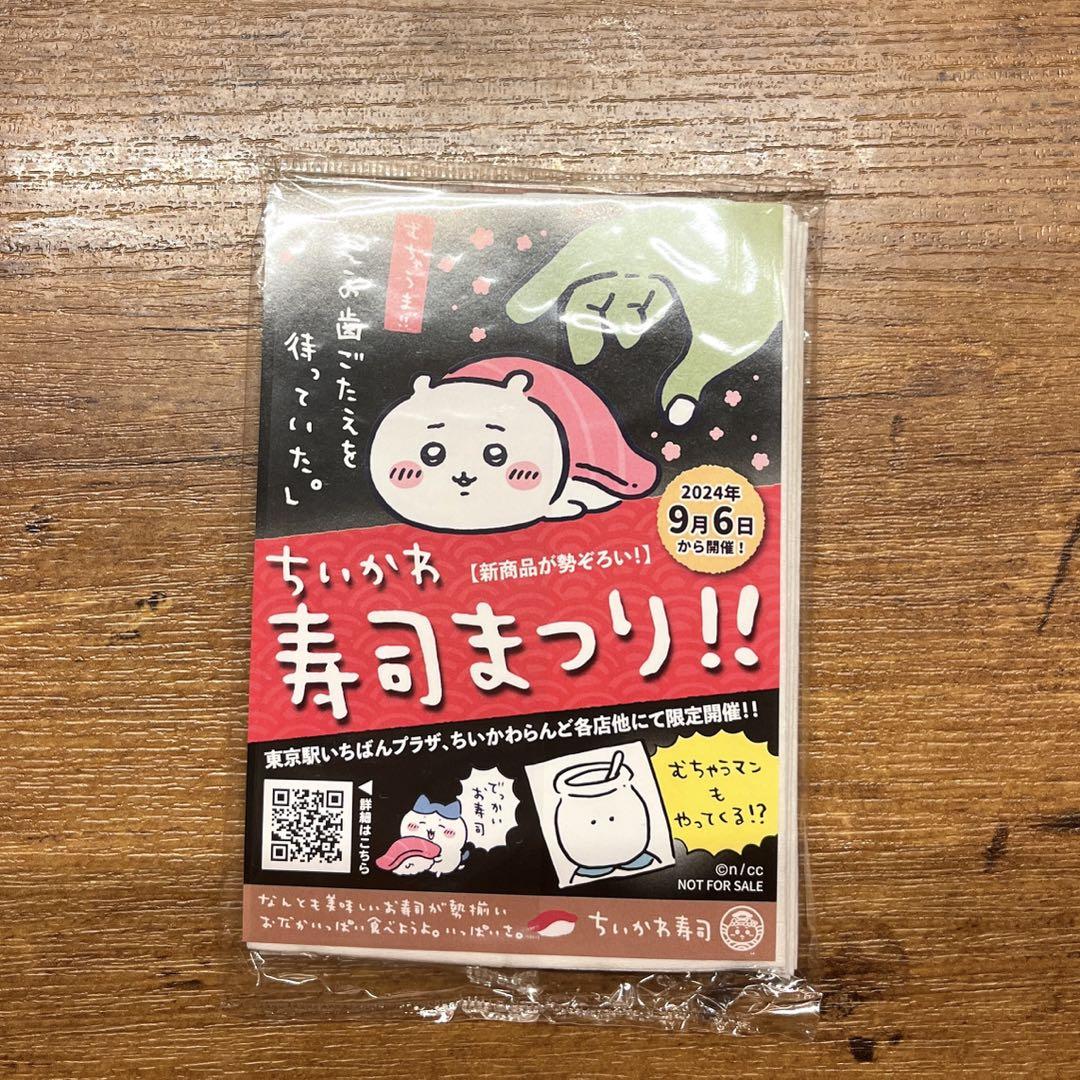 むちゃうま!!
お歯ごたえを
待っていた。」
2024年
9月6日
から開催！
ちいかわ
【新商品が勢ぞろい！】
寿司まつり!!
東京駅いちばんプラザ、ちいかわらんど各店他にて限定開催!!
◀詳細はこちら
でっかい
お寿司
むちゃうマン
も
やってくる!?
©n/cc
NOT FOR SALE
なんとも美味しいお寿司が勢揃い
おだかいっぱい食べようよ。いっぱいさ。
ちいかわ寿司